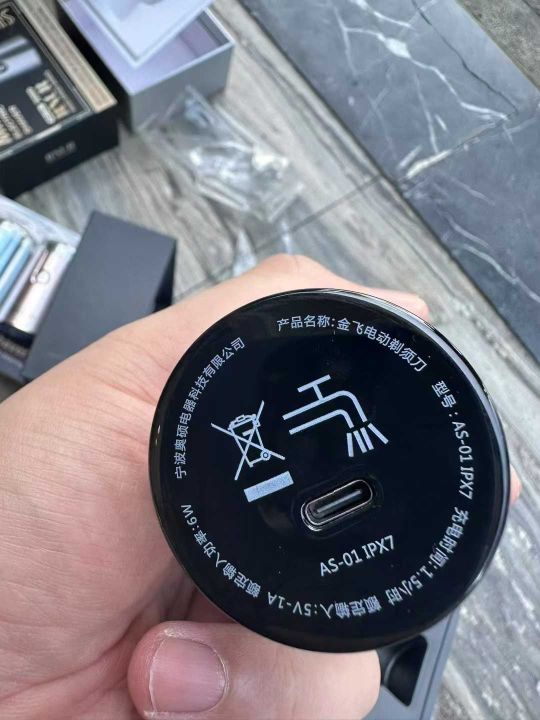 产品名称:金飞电动剃须刀
型号:AS-01 IPX7
充电时间:1.5小时
额定输入:5V-1A
额定输入功率:6W
宁波奥硕电器科技有限公司
AS-01 IPX7